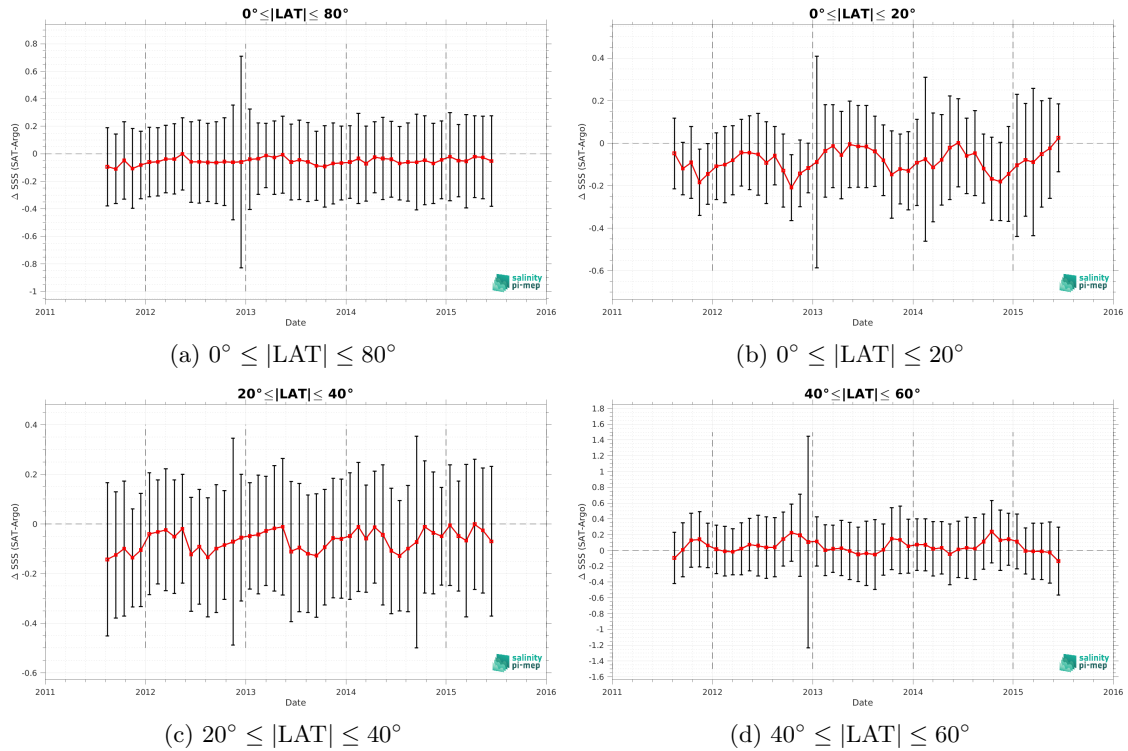 0°≤|LAT|≤ 80°
0.8
0.6
0.4
0.2
0
-0.2
-0.4
-0.6
-0.8
-1
Δ SSS (SAT-Argo)
2011
2012
2013
2014
2015
2016
Date
salinity
pi-mep
(a) 0° ≤ |LAT| ≤ 80°
0°≤|LAT|≤ 20°
0.4
0.2
0
-0.2
-0.4
-0.6
Δ SSS (SAT-Argo)
2011
2012
2013
2014
2015
2016
Date
salinity
pi-mep
(b) 0° ≤ |LAT| ≤ 20°
20°≤|LAT|≤ 40°
0.4
0.2
0
-0.2
-0.4
-0.6
Δ SSS (SAT-Argo)
2011
2012
2013
2014
2015
2016
Date
salinity
pi-mep
(c) 20° ≤ |LAT| ≤ 40°
40°≤|LAT|≤ 60°
1.8
1.6
1.4
1.2
1
0.8
0.6
0.4
0.2
0
-0.2
-0.4
-0.6
-0.8
-1
-1.2
-1.4
-1.6
Δ SSS (SAT-Argo)
2011
2012
2013
2014
2015
2016
Date
salinity
pi-mep
(d) 40° ≤ |LAT| ≤ 60°